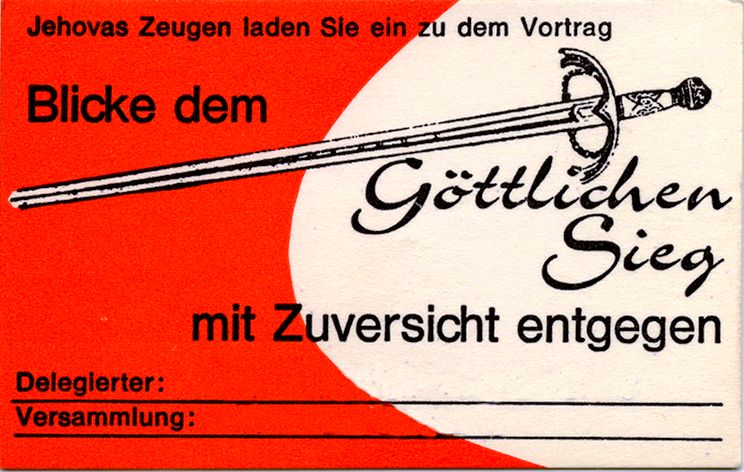 Jehovas Zeugen laden Sie ein zu dem Vortrag
Blicke dem
Göttlichen
Sieg
mit Zuversicht entgegen
Delegierter:
Versammlung: